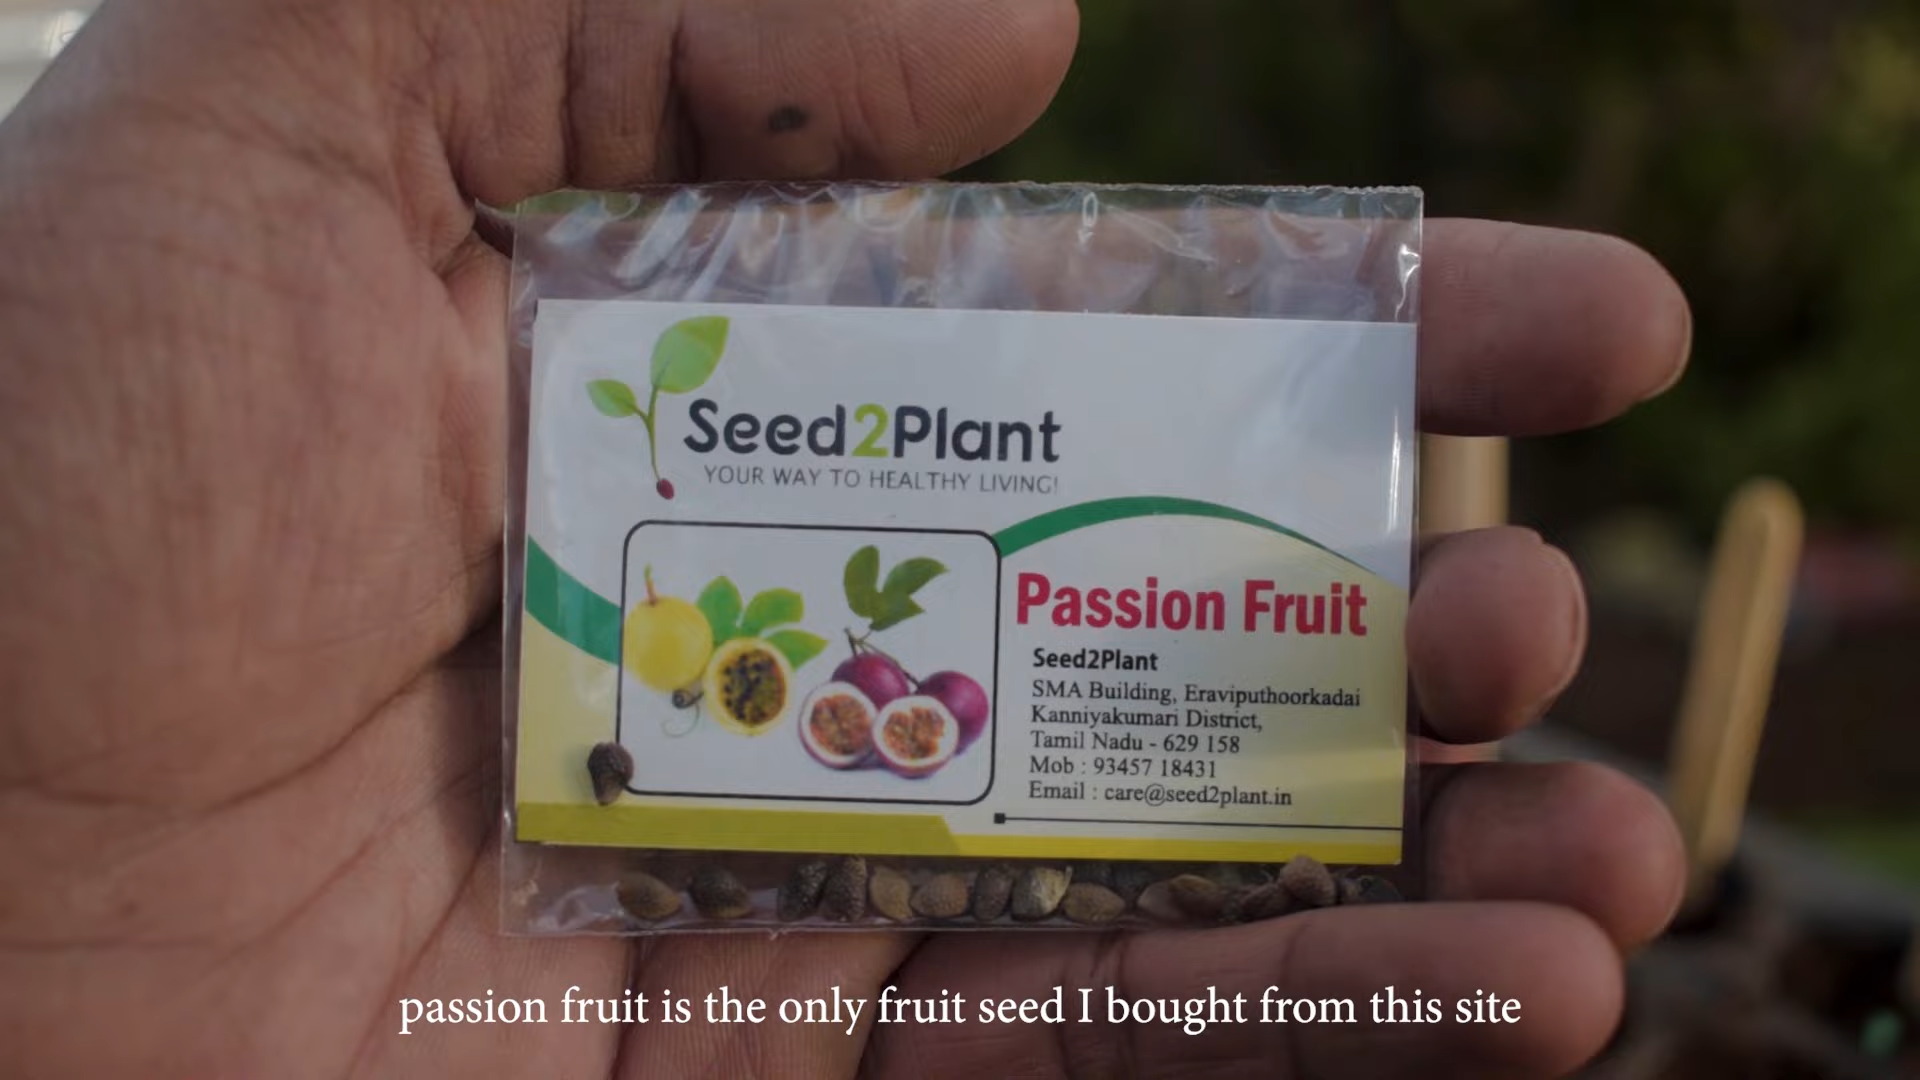 Seed2Plant
YOUR WAY TO HEALTHY LIVING!
Passion Fruit
Seed2Plant
SMA Building, Eraviputhoorkadai
Kanniyakumari District,
Tamil Nadu - 629 158
Mob : 93457 18431
Email : care@seed2plant.in
passion fruit is the only fruit seed I bought from this site